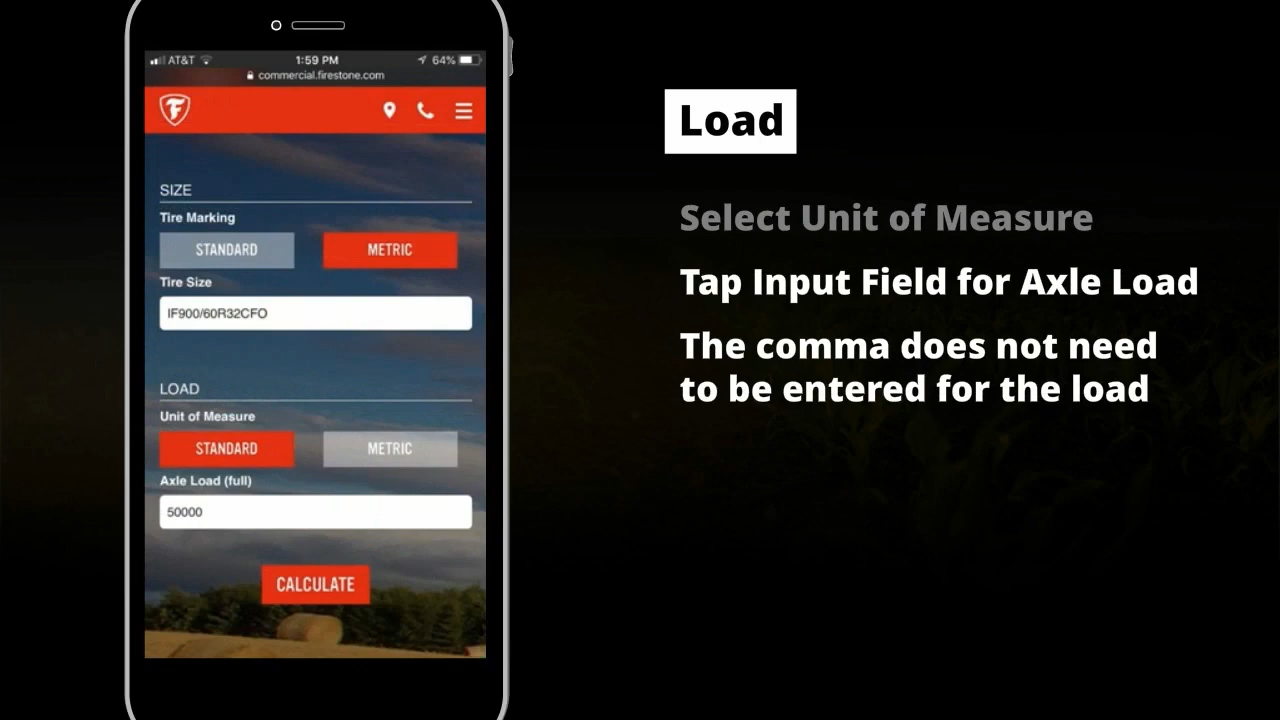 AT&T 1:59 PM 64%
commercial.firestone.com
SIZE
Tire Marking
STANDARD METRIC
Tire Size
IF900/60R32CFO
LOAD
Unit of Measure
STANDARD METRIC
Axle Load (full)
50000
CALCULATE
Load
Select Unit of Measure
Tap Input Field for Axle Load
The comma does not need
to be entered for the load